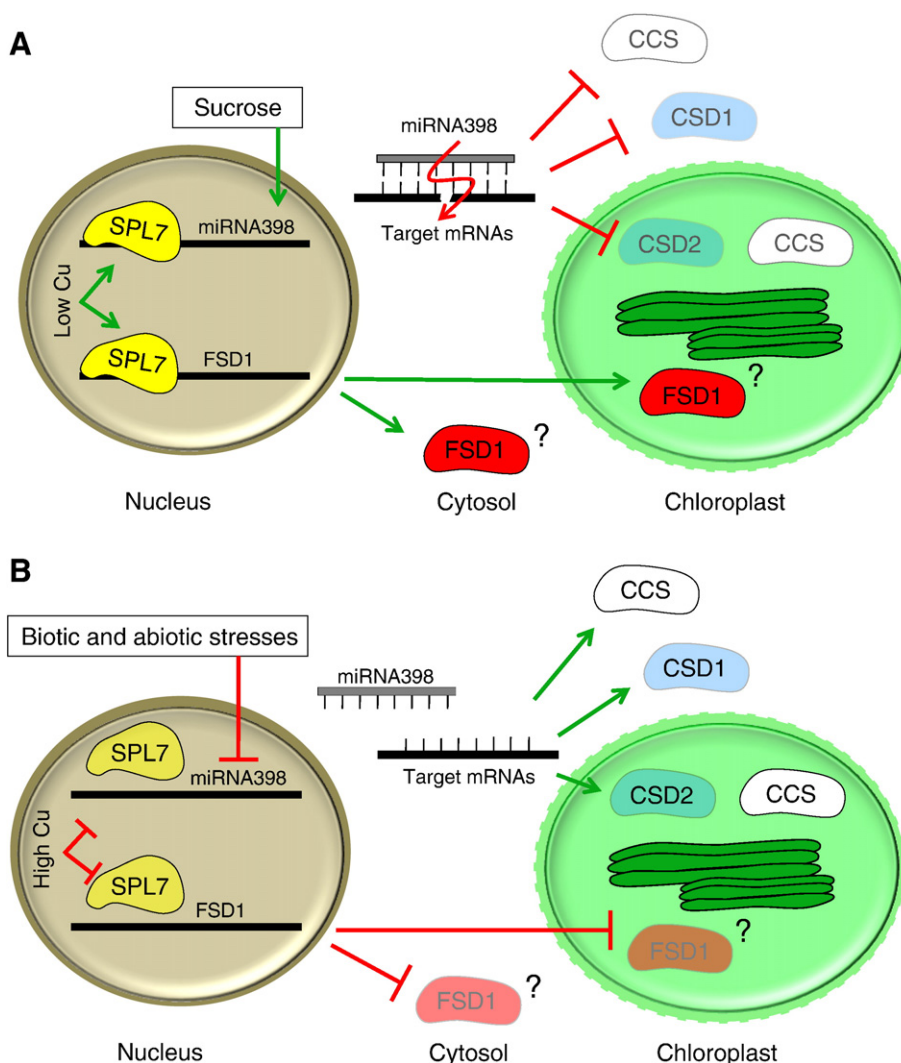 A
CCS
Sucrose
miRNA398
CSD1
SPL7
miRNA398
Target mRNAs
CSD2
CCS
Low Cu
SPL7
FSD1
FSD1
?
FSD1
?
Nucleus
Cytosol
Chloroplast
B
CCS
Biotic and abiotic stresses
miRNA398
CSD1
SPL7
miRNA398
Target mRNAs
CSD2
CCS
High Cu
SPL7
FSD1
FSD1
?
FSD1
?
Nucleus
Cytosol
Chloroplast